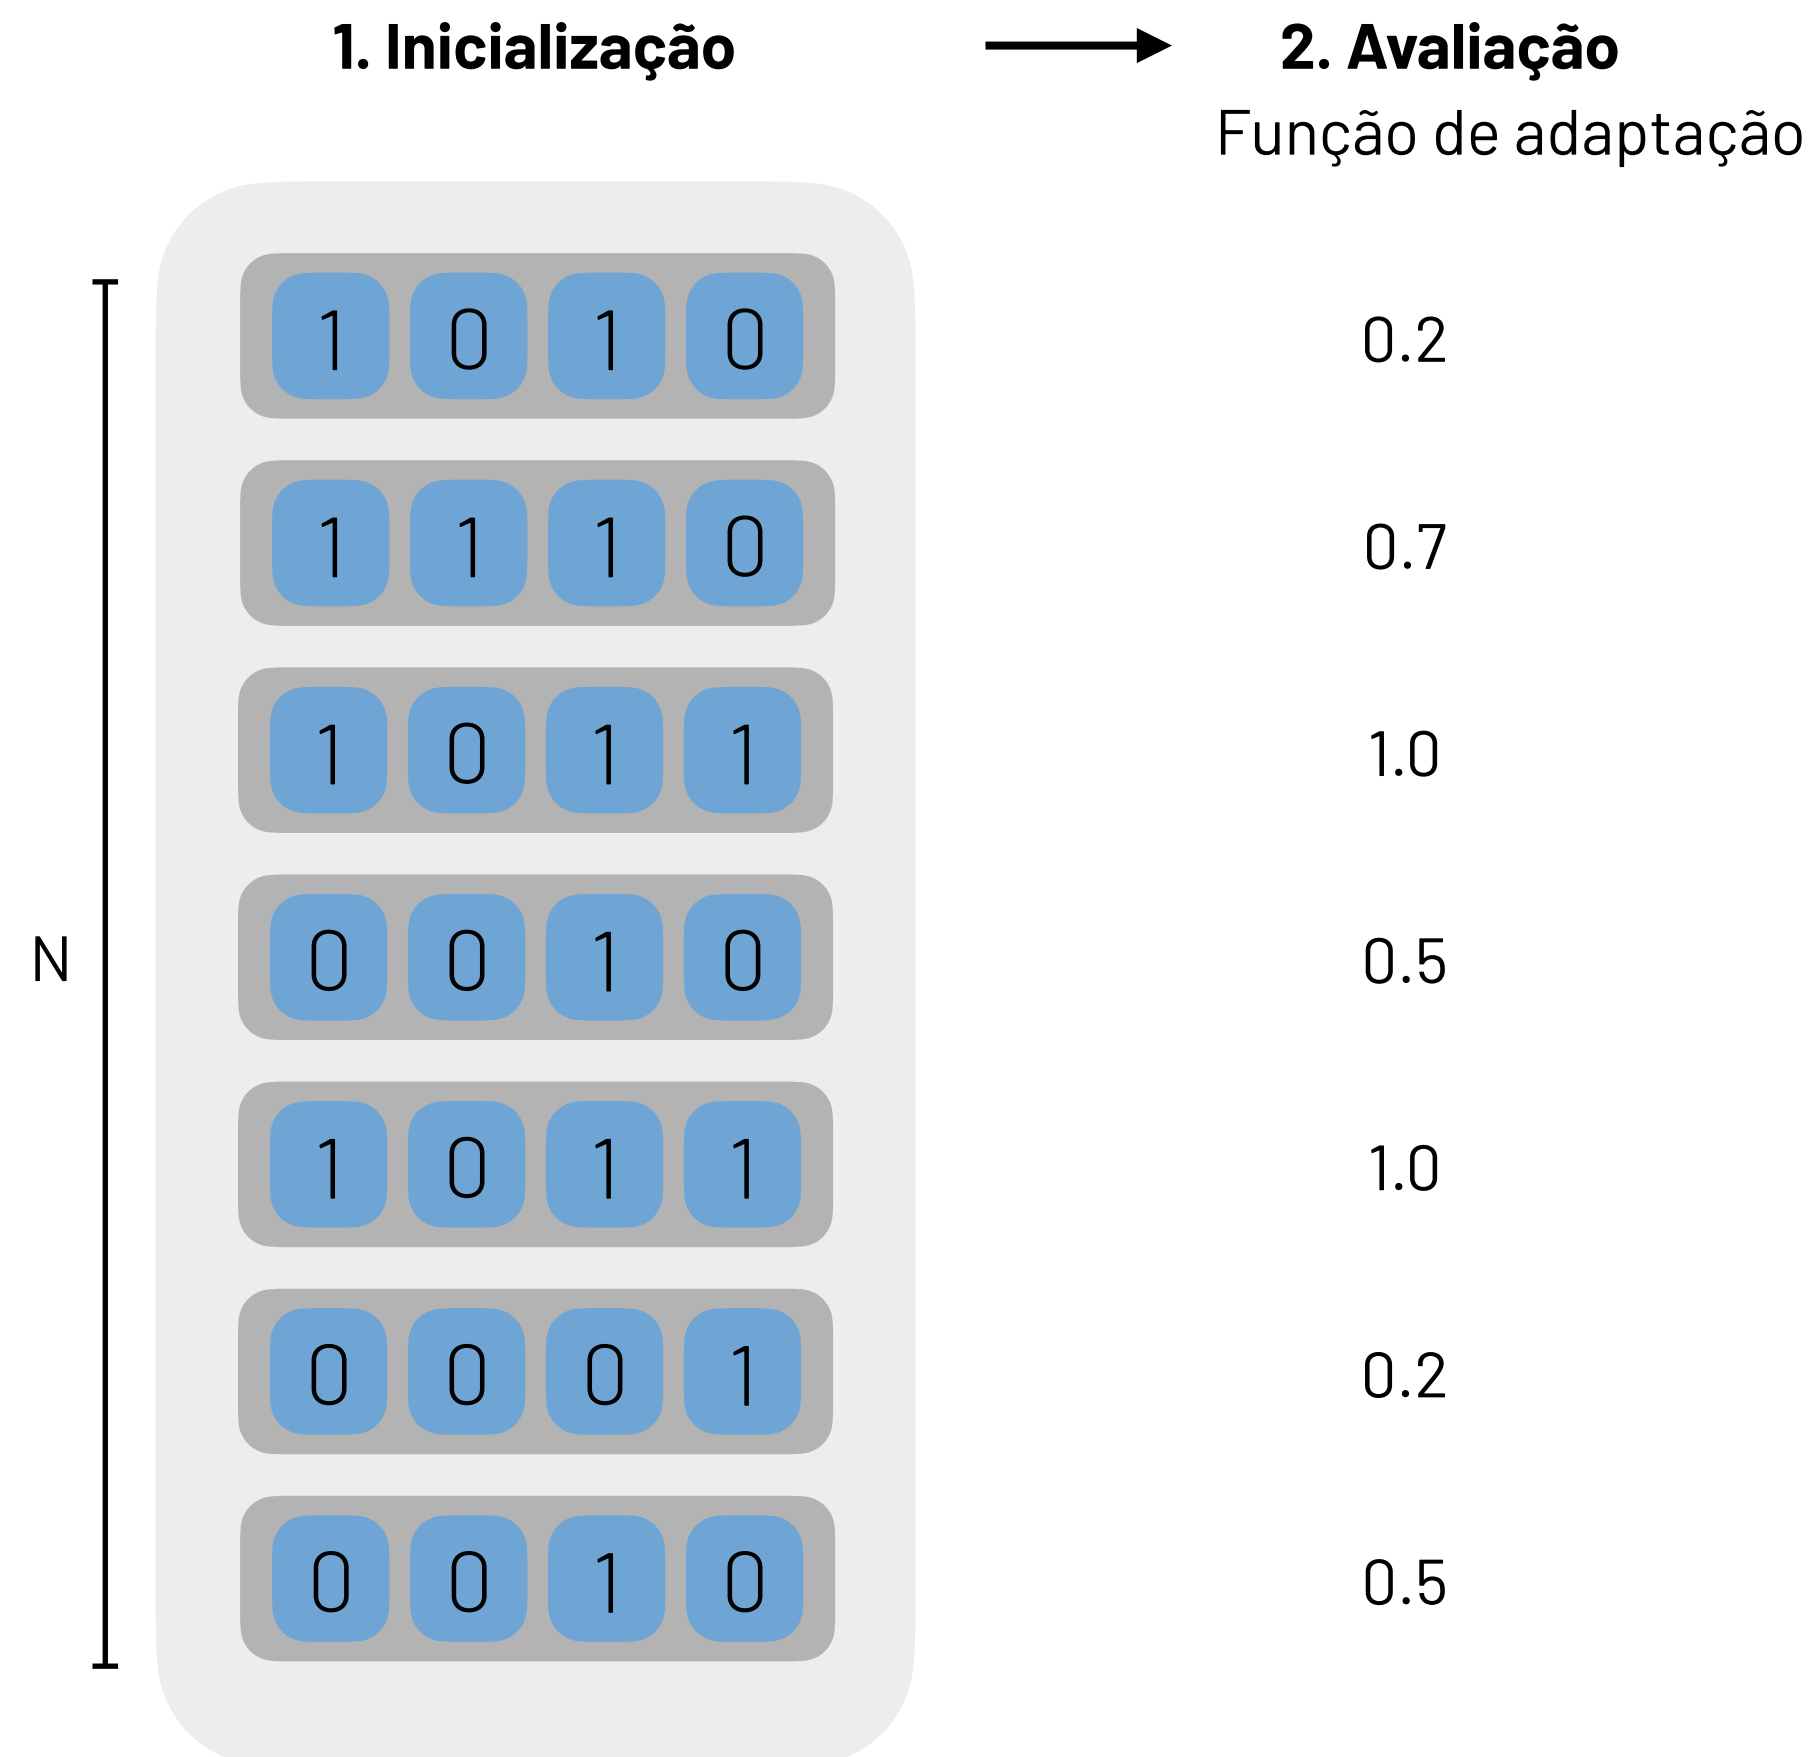 1. Inicialização 2. Avaliação
Função de adaptação
1 0 1 0 0.2
1 1 1 0 0.7
1 0 1 1 1.0
N 0 0 1 0 0.5
1 0 1 1 1.0
0 0 0 1 0.2
0 0 1 0 0.5